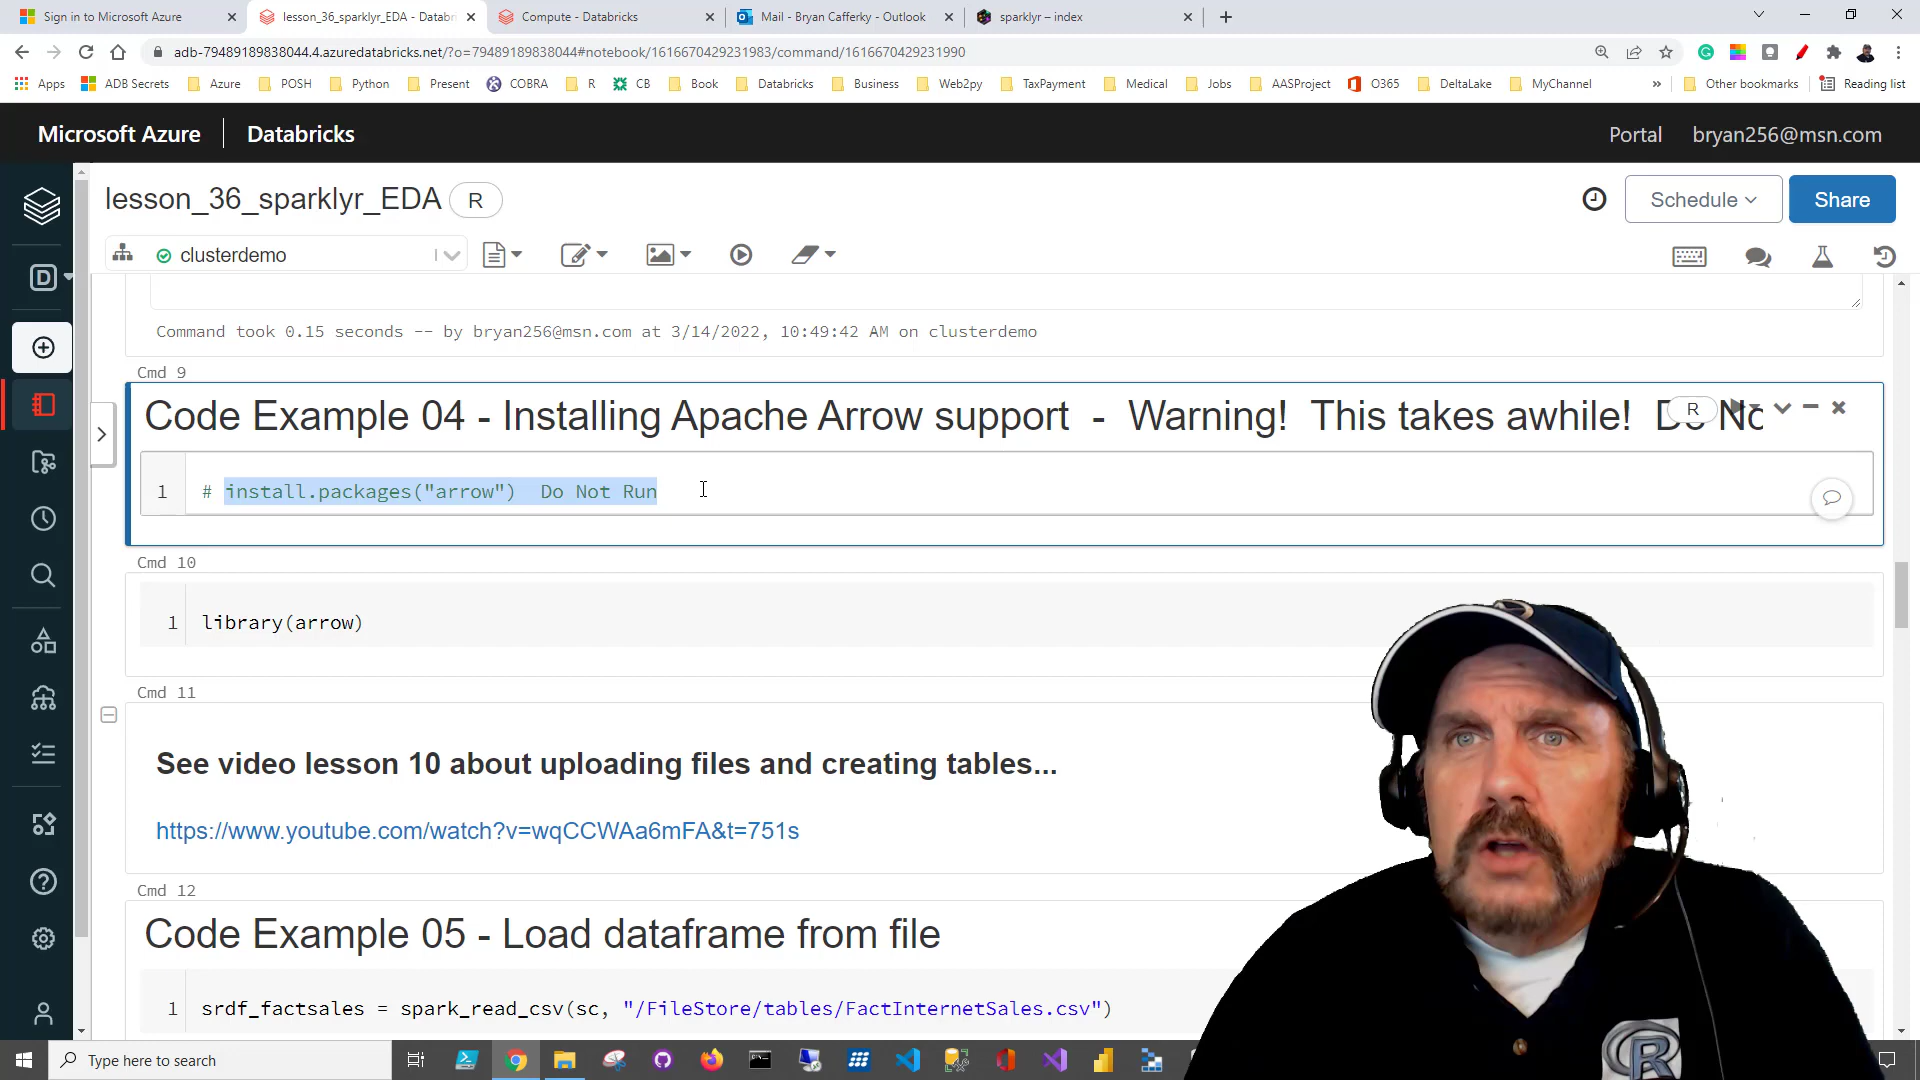 Sign in to Microsoft Azure
lesson_36_sparklyr_EDA - Databr
Compute - Databricks
Mail - Bryan Cafferky - Outlook
sparklyr – index
adb-79489189838044.4.azuredatabricks.net/?o=79489189838044#notebook/1616670429231983/command/1616670429231990
Apps ADB Secrets Azure POSH Python Present COBRA R CB Book Databricks Business Web2py TaxPayment Medical Jobs AASProject O365 DeltaLake MyChannel » Other bookmarks Reading list
Microsoft Azure Databricks Portal bryan256@msn.com
lesson_36_sparklyr_EDA R Schedule Share
D clusterdemo
Command took 0.15 seconds -- by bryan256@msn.com at 3/14/2022, 10:49:42 AM on clusterdemo
Cmd 9
Code Example 04 - Installing Apache Arrow support - Warning! This takes awhile! Do No
R
1 # install.packages("arrow") Do Not Run
Cmd 10
1 library(arrow)
Cmd 11
See video lesson 10 about uploading files and creating tables...
https://www.youtube.com/watch?v=wqCCWAa6mFA&t=751s
Cmd 12
Code Example 05 - Load dataframe from file
1 srdf_factsales = spark_read_csv(sc, "/FileStore/tables/FactInternetSales.csv")
R
Type here to search